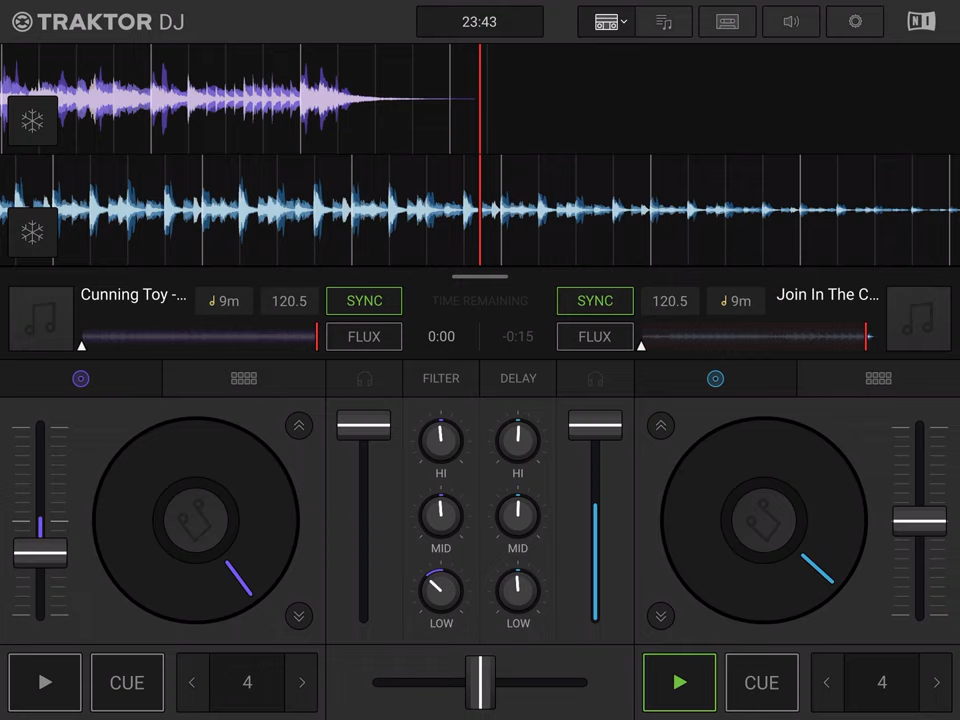 TRAKTOR DJ
23:43
NI
Cunning Toy -...
9m
120.5
SYNC
TIME REMAINING
SYNC
120.5
9m
Join In The C...
FLUX
0:00
-0:15
FLUX
FILTER
DELAY
HI
HI
MID
MID
LOW
LOW
CUE
4
CUE
4